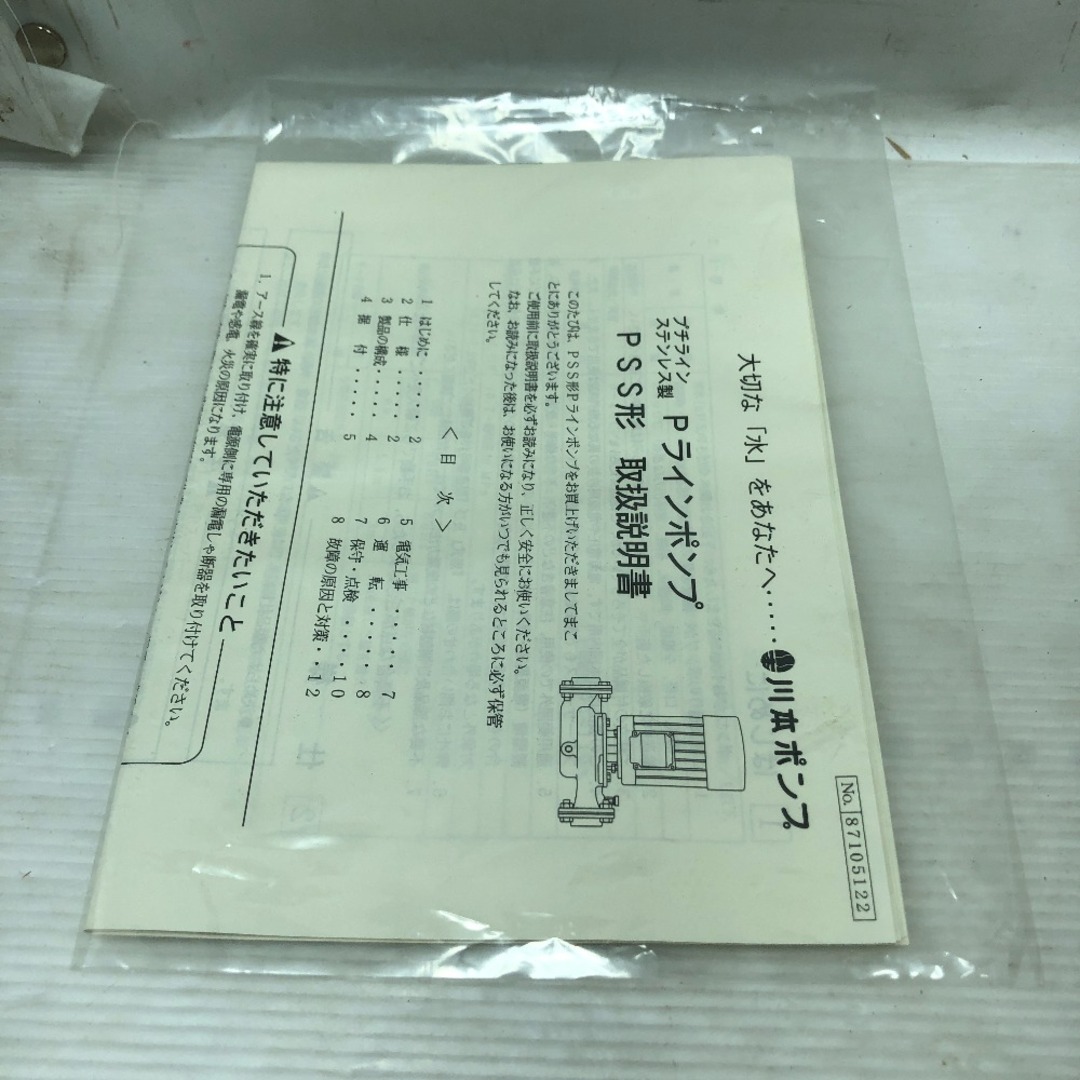 No. 87105122
大切な「水」をあなたへ‥‥‥
川本ポンプ
プチライン
ステンレス製
Pラインポンプ
PSS形 取扱説明書
このたびは、PSS形Pラインポンプをお買上げいただきましてまこ
とにありがとうございます。
ご使用前に取扱説明書を必ずお読みになり、正しく安全にお使いください。
なお、お読みになった後は、お使いになる方がいつでも見られるところに必ず保管
してください。
<目 次>
1 はじめに ‥‥‥ 2
2 仕 様 ‥‥‥ 2
3 製品の構成 ‥‥ 4
4 据 付 ‥‥‥ 5
5 電気工事 ‥‥‥ 7
6 運 転 ‥‥‥ 8
7 保守・点検 ‥‥‥ 10
8 故障の原因と対策 ‥ 12
特に注意していただきたいこと
1. アース線を確実に取り付け、電源側に専用の漏電しゃ断器を取り付けてください。
漏電や感電、火災の原因になります。